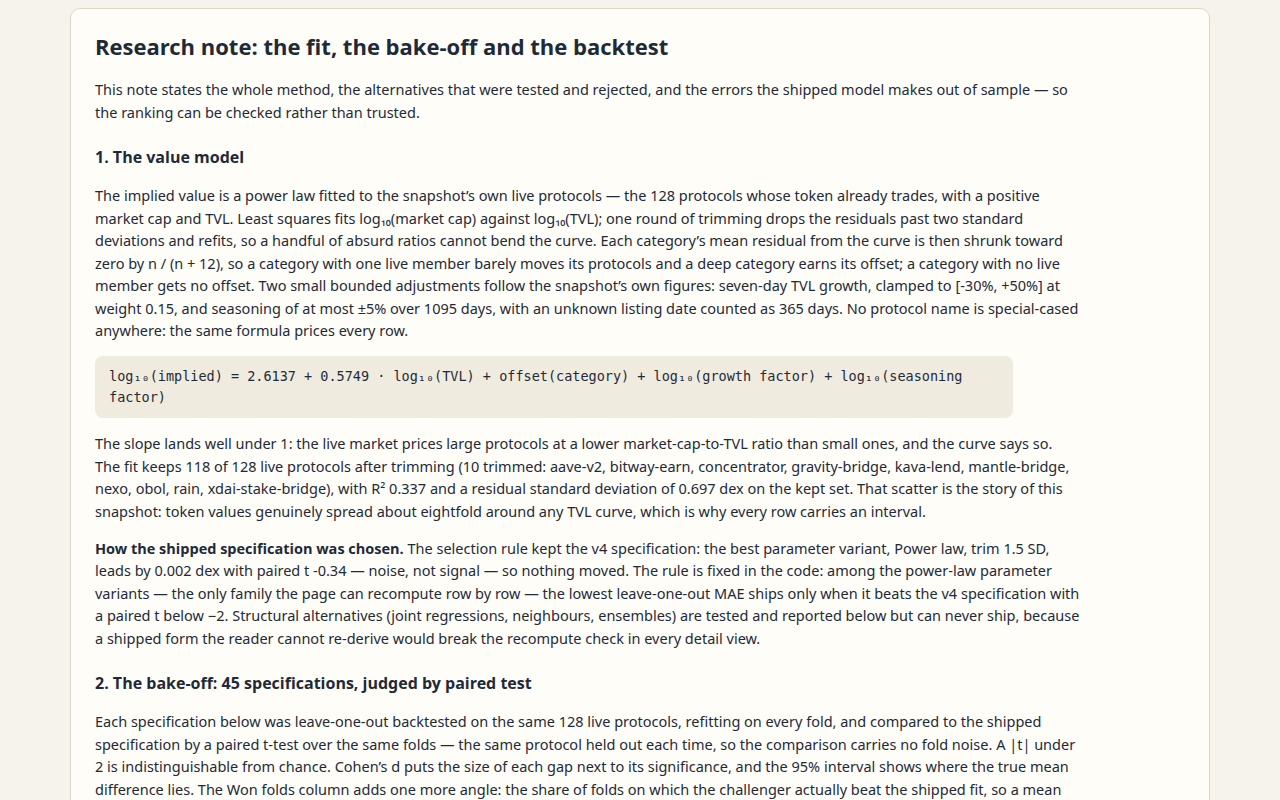 Research note: the fit, the bake-off and the backtest
This note states the whole method, the alternatives that were tested and rejected, and the errors the shipped model makes out of sample — so
the ranking can be checked rather than trusted.
1. The value model
The implied value is a power law fitted to the snapshot’s own live protocols — the 128 protocols whose token already trades, with a positive
market cap and TVL. Least squares fits log₁₀(market cap) against log₁₀(TVL); one round of trimming drops the residuals past two standard
deviations and refits, so a handful of absurd ratios cannot bend the curve. Each category’s mean residual from the curve is then shrunk toward
zero by n / (n + 12), so a category with one live member barely moves its protocols and a deep category earns its offset; a category with no live
member gets no offset. Two small bounded adjustments follow the snapshot’s own figures: seven-day TVL growth, clamped to [-30%, +50%] at
weight 0.15, and seasoning of at most ±5% over 1095 days, with an unknown listing date counted as 365 days. No protocol name is special-cased
anywhere: the same formula prices every row.
log₁₀(implied) = 2.6137 + 0.5749 · log₁₀(TVL) + offset(category) + log₁₀(growth factor) + log₁₀(seasoning
factor)
The slope lands well under 1: the live market prices large protocols at a lower market-cap-to-TVL ratio than small ones, and the curve says so.
The fit keeps 118 of 128 live protocols after trimming (10 trimmed: aave-v2, bitway-earn, concentrator, gravity-bridge, kava-lend, mantle-bridge,
nexo, obol, rain, xdai-stake-bridge), with R² 0.337 and a residual standard deviation of 0.697 dex on the kept set. That scatter is the story of this
snapshot: token values genuinely spread about eightfold around any TVL curve, which is why every row carries an interval.
How the shipped specification was chosen. The selection rule kept the v4 specification: the best parameter variant, Power law, trim 1.5 SD,
leads by 0.002 dex with paired t -0.34 — noise, not signal — so nothing moved. The rule is fixed in the code: among the power-law parameter
variants — the only family the page can recompute row by row — the lowest leave-one-out MAE ships only when it beats the v4 specification with
a paired t below −2. Structural alternatives (joint regressions, neighbours, ensembles) are tested and reported below but can never ship, because
a shipped form the reader cannot re-derive would break the recompute check in every detail view.
2. The bake-off: 45 specifications, judged by paired test
Each specification below was leave-one-out backtested on the same 128 live protocols, refitting on every fold, and compared to the shipped
specification by a paired t-test over the same folds — the same protocol held out each time, so the comparison carries no fold noise. A |t| under
2 is indistinguishable from chance. Cohen’s d puts the size of each gap next to its significance, and the 95% interval shows where the true mean
difference lies. The Won folds column adds one more angle: the share of folds on which the challenger actually beat the shipped fit, so a mean